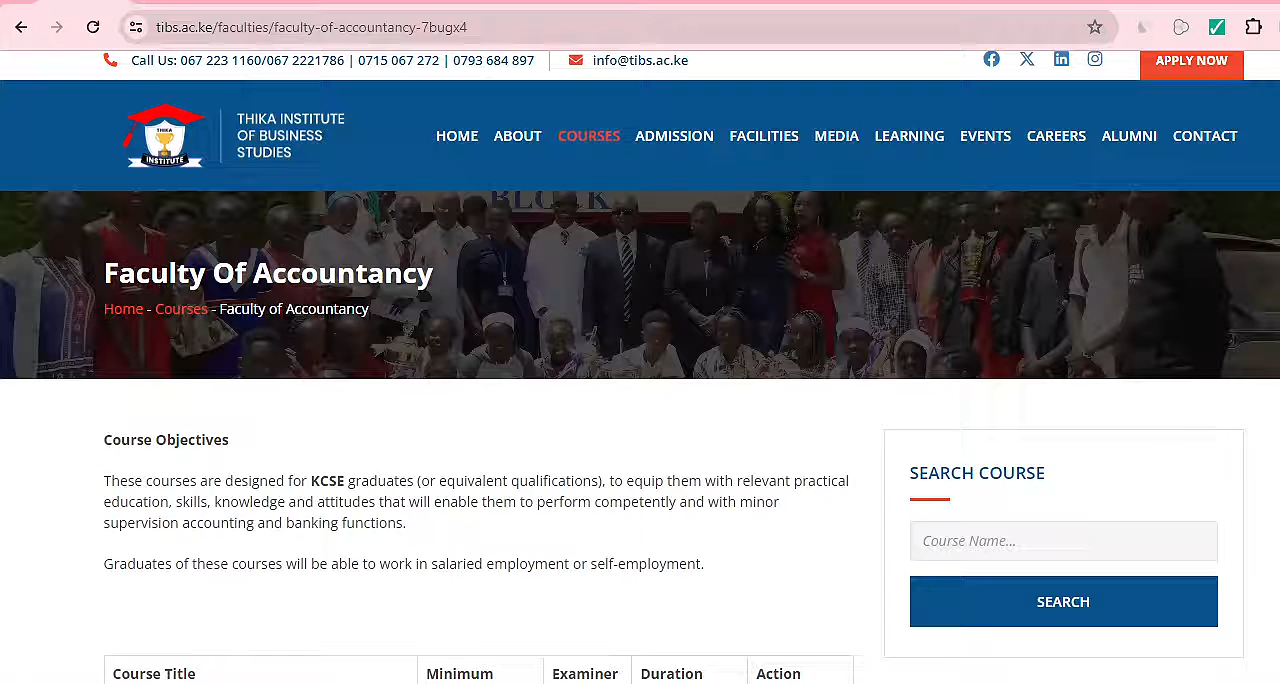 tibs.ac.ke/faculties/faculty-of-accountancy-7bugx4
Call Us: 067 223 1160/067 2221786 | 0715 067 272 | 0793 684 897
info@tibs.ac.ke
APPLY NOW
THIKA
INSTITUTE
THIKA INSTITUTE
OF BUSINESS
STUDIES
HOME ABOUT COURSES ADMISSION FACILITIES MEDIA LEARNING EVENTS CAREERS ALUMNI CONTACT
BLOCK
Faculty Of Accountancy
Home - Courses - Faculty of Accountancy
Course Objectives
These courses are designed for KCSE graduates (or equivalent qualifications), to equip them with relevant practical
education, skills, knowledge and attitudes that will enable them to perform competently and with minor
supervision accounting and banking functions.
Graduates of these courses will be able to work in salaried employment or self-employment.
SEARCH COURSE
Course Name...
SEARCH
Course Title Minimum Examiner Duration Action